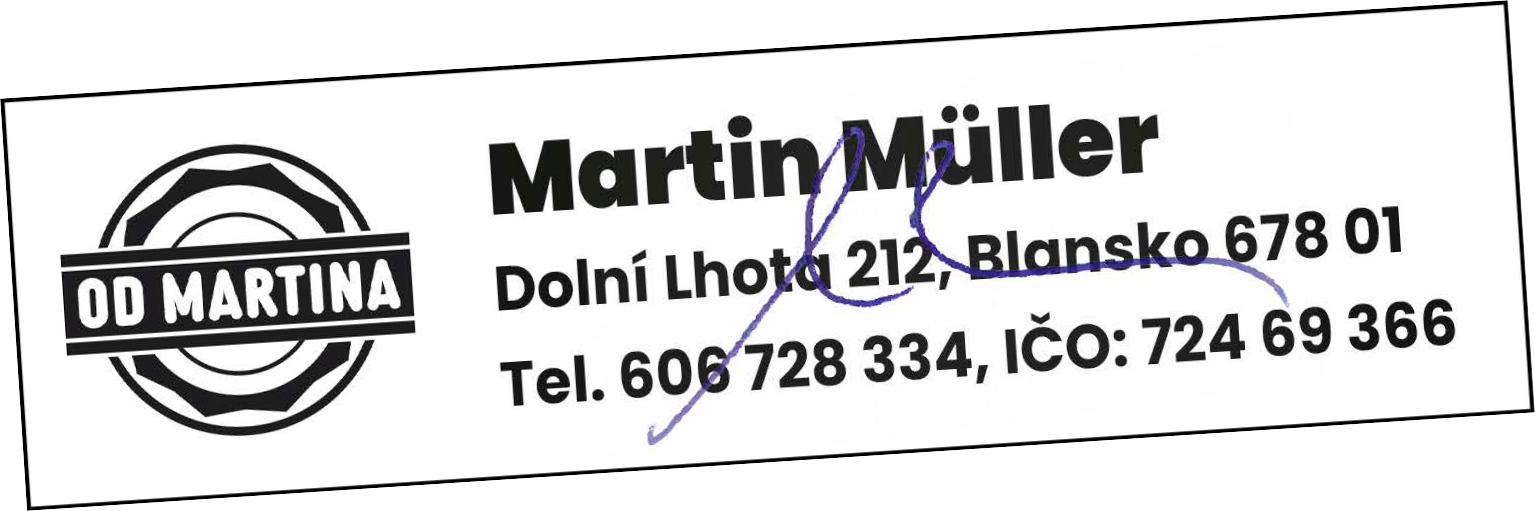 OD MARTINA
Martin Müller
Dolní Lhota 212, Blansko 678 01
Tel. 606 728 334, IČO: 724 69 366